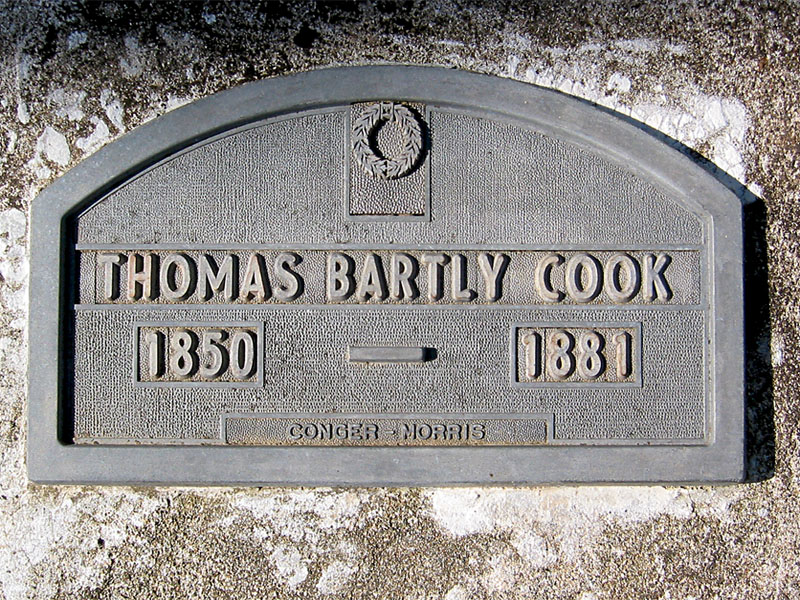 THOMAS BARTLY COOK
1850 — 1881
CONGER - MORRIS